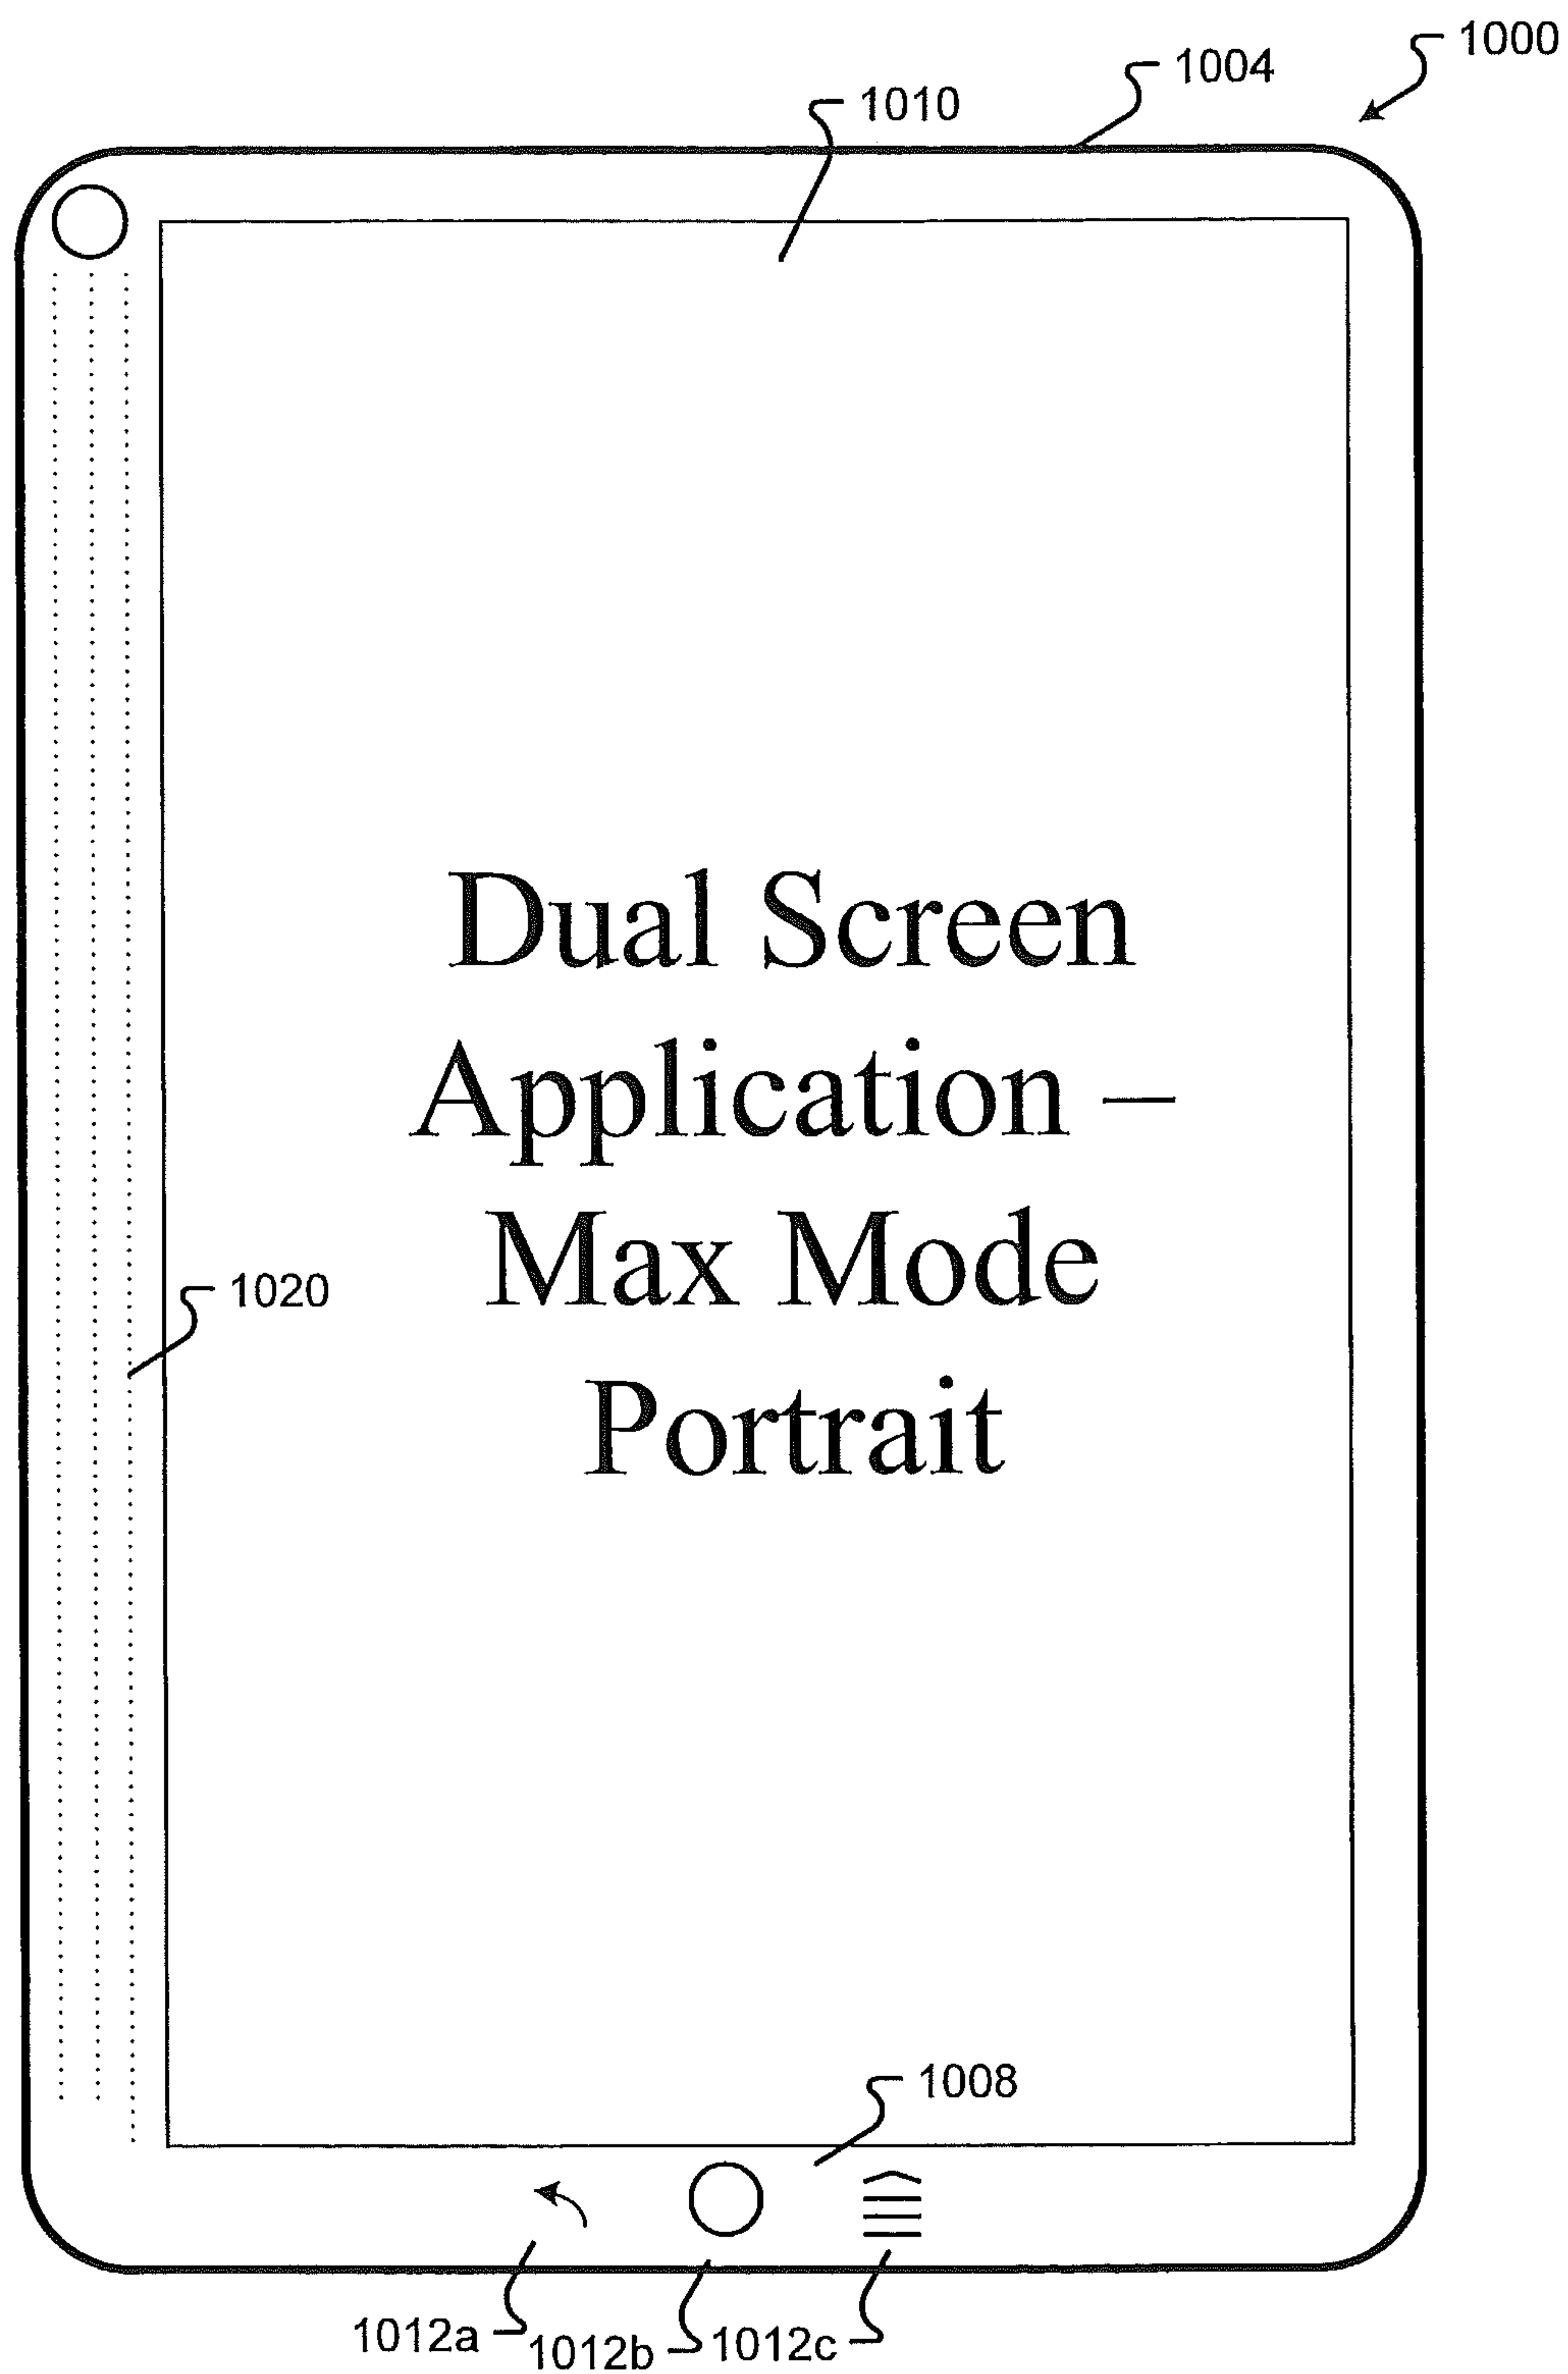 1000
1004
1010
Dual Screen
Application –
Max Mode
Portrait
1020
1008
1012a
1012b
1012c